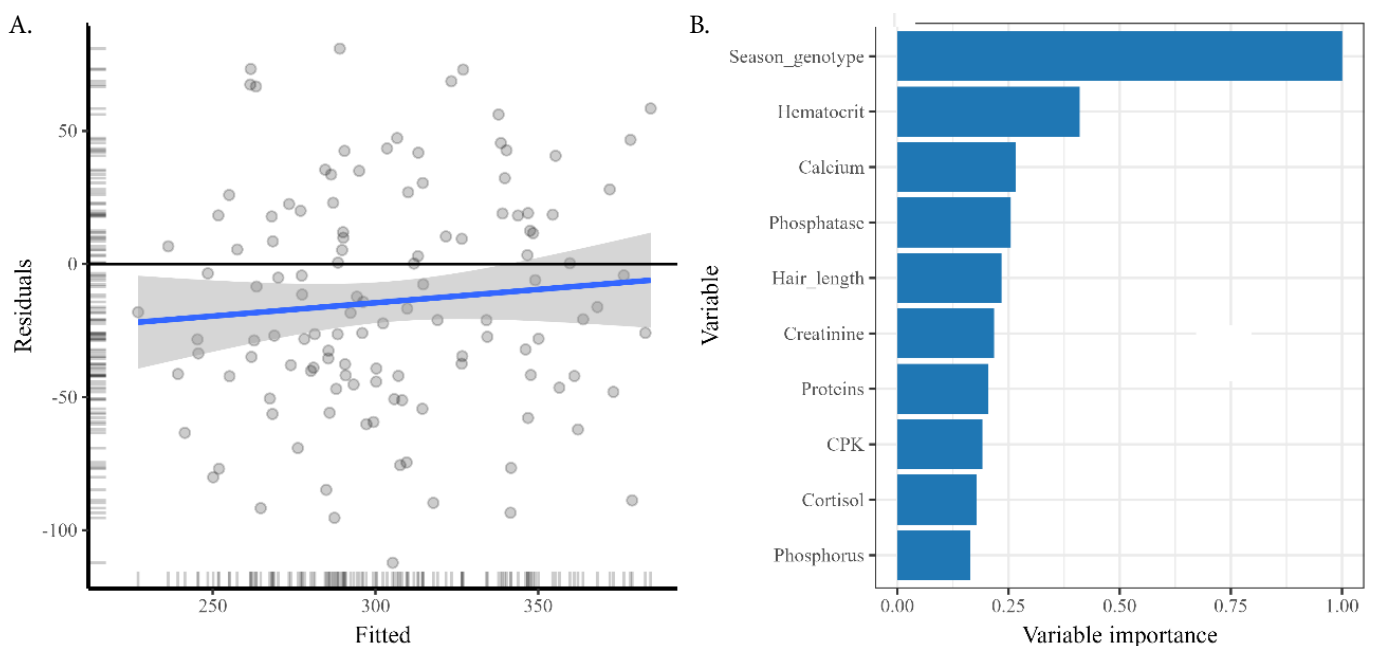 A.
50
0
-50
-100
Residuals
250
300
350
Fitted
B.
Season_genotype
Hematocrit
Calcium
Phosphatase
Hair_length
Creatinine
Proteins
CPK
Cortisol
Phosphorus
Variable
0.00
0.25
0.50
0.75
1.00
Variable importance